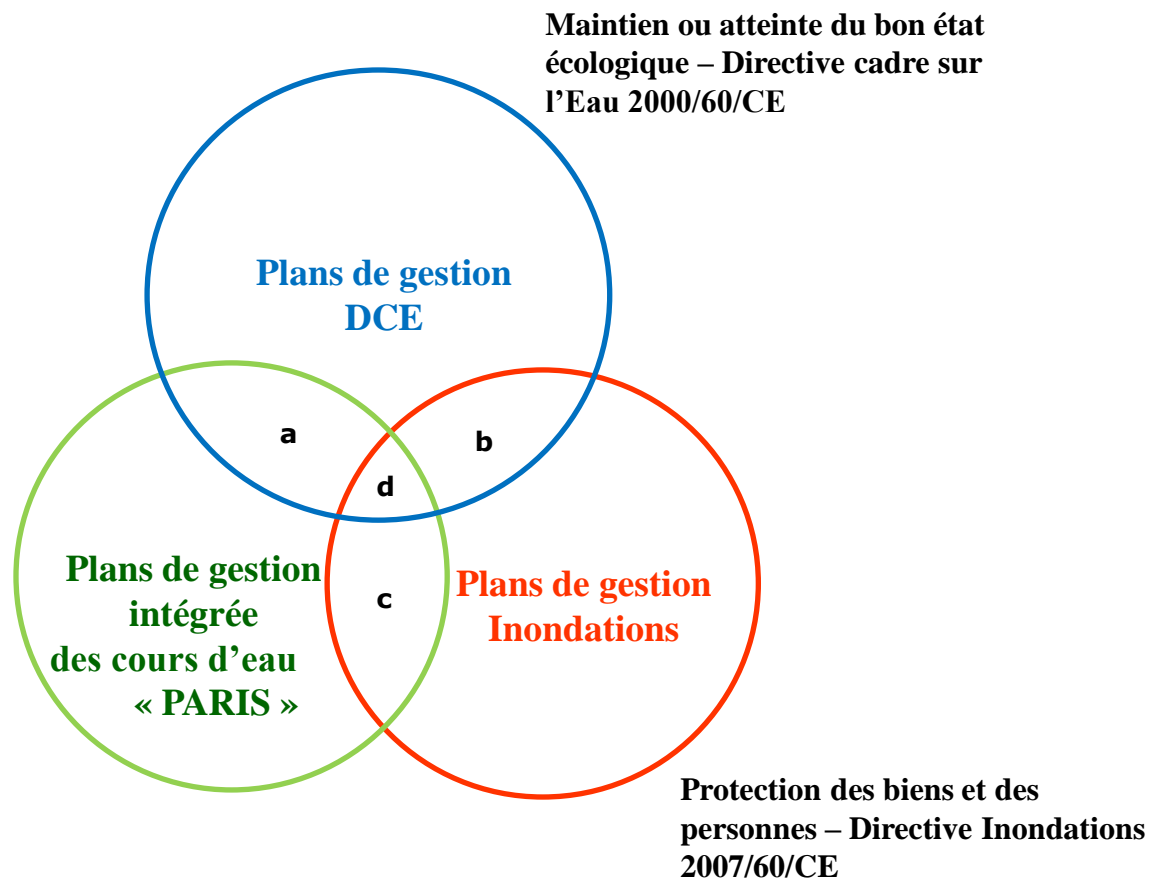 Maintien ou atteinte du bon état
écologique – Directive cadre sur
l’Eau 2000/60/CE
Plans de gestion
DCE
a
b
d
c
Plans de gestion
intégrée
des cours d’eau
« PARIS »
Plans de gestion
Inondations
Protection des biens et des
personnes – Directive Inondations
2007/60/CE